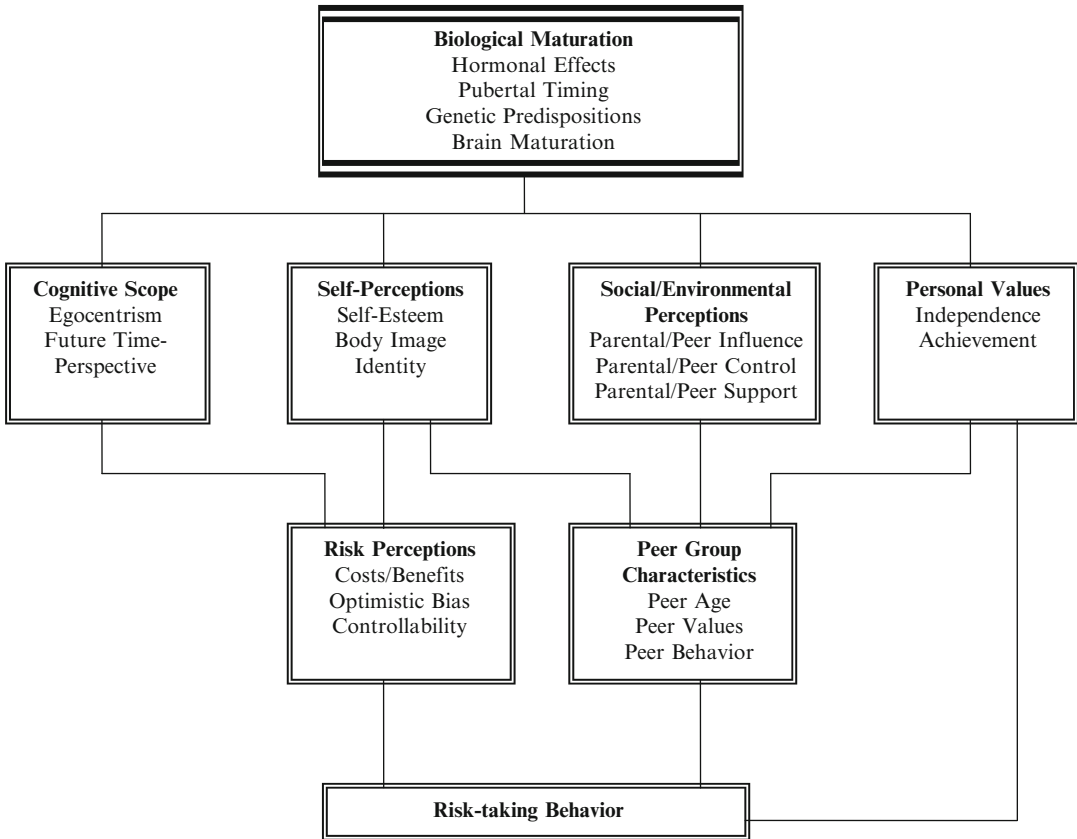 Biological Maturation
Hormonal Effects
Pubertal Timing
Genetic Predispositions
Brain Maturation
Cognitive Scope
Egocentrism
Future Time-
Perspective
Self-Perceptions
Self-Esteem
Body Image
Identity
Social/Environmental
Perceptions
Parental/Peer Influence
Parental/Peer Control
Parental/Peer Support
Personal Values
Independence
Achievement
Risk Perceptions
Costs/Benefits
Optimistic Bias
Controllability
Peer Group
Characteristics
Peer Age
Peer Values
Peer Behavior
Risk-taking Behavior